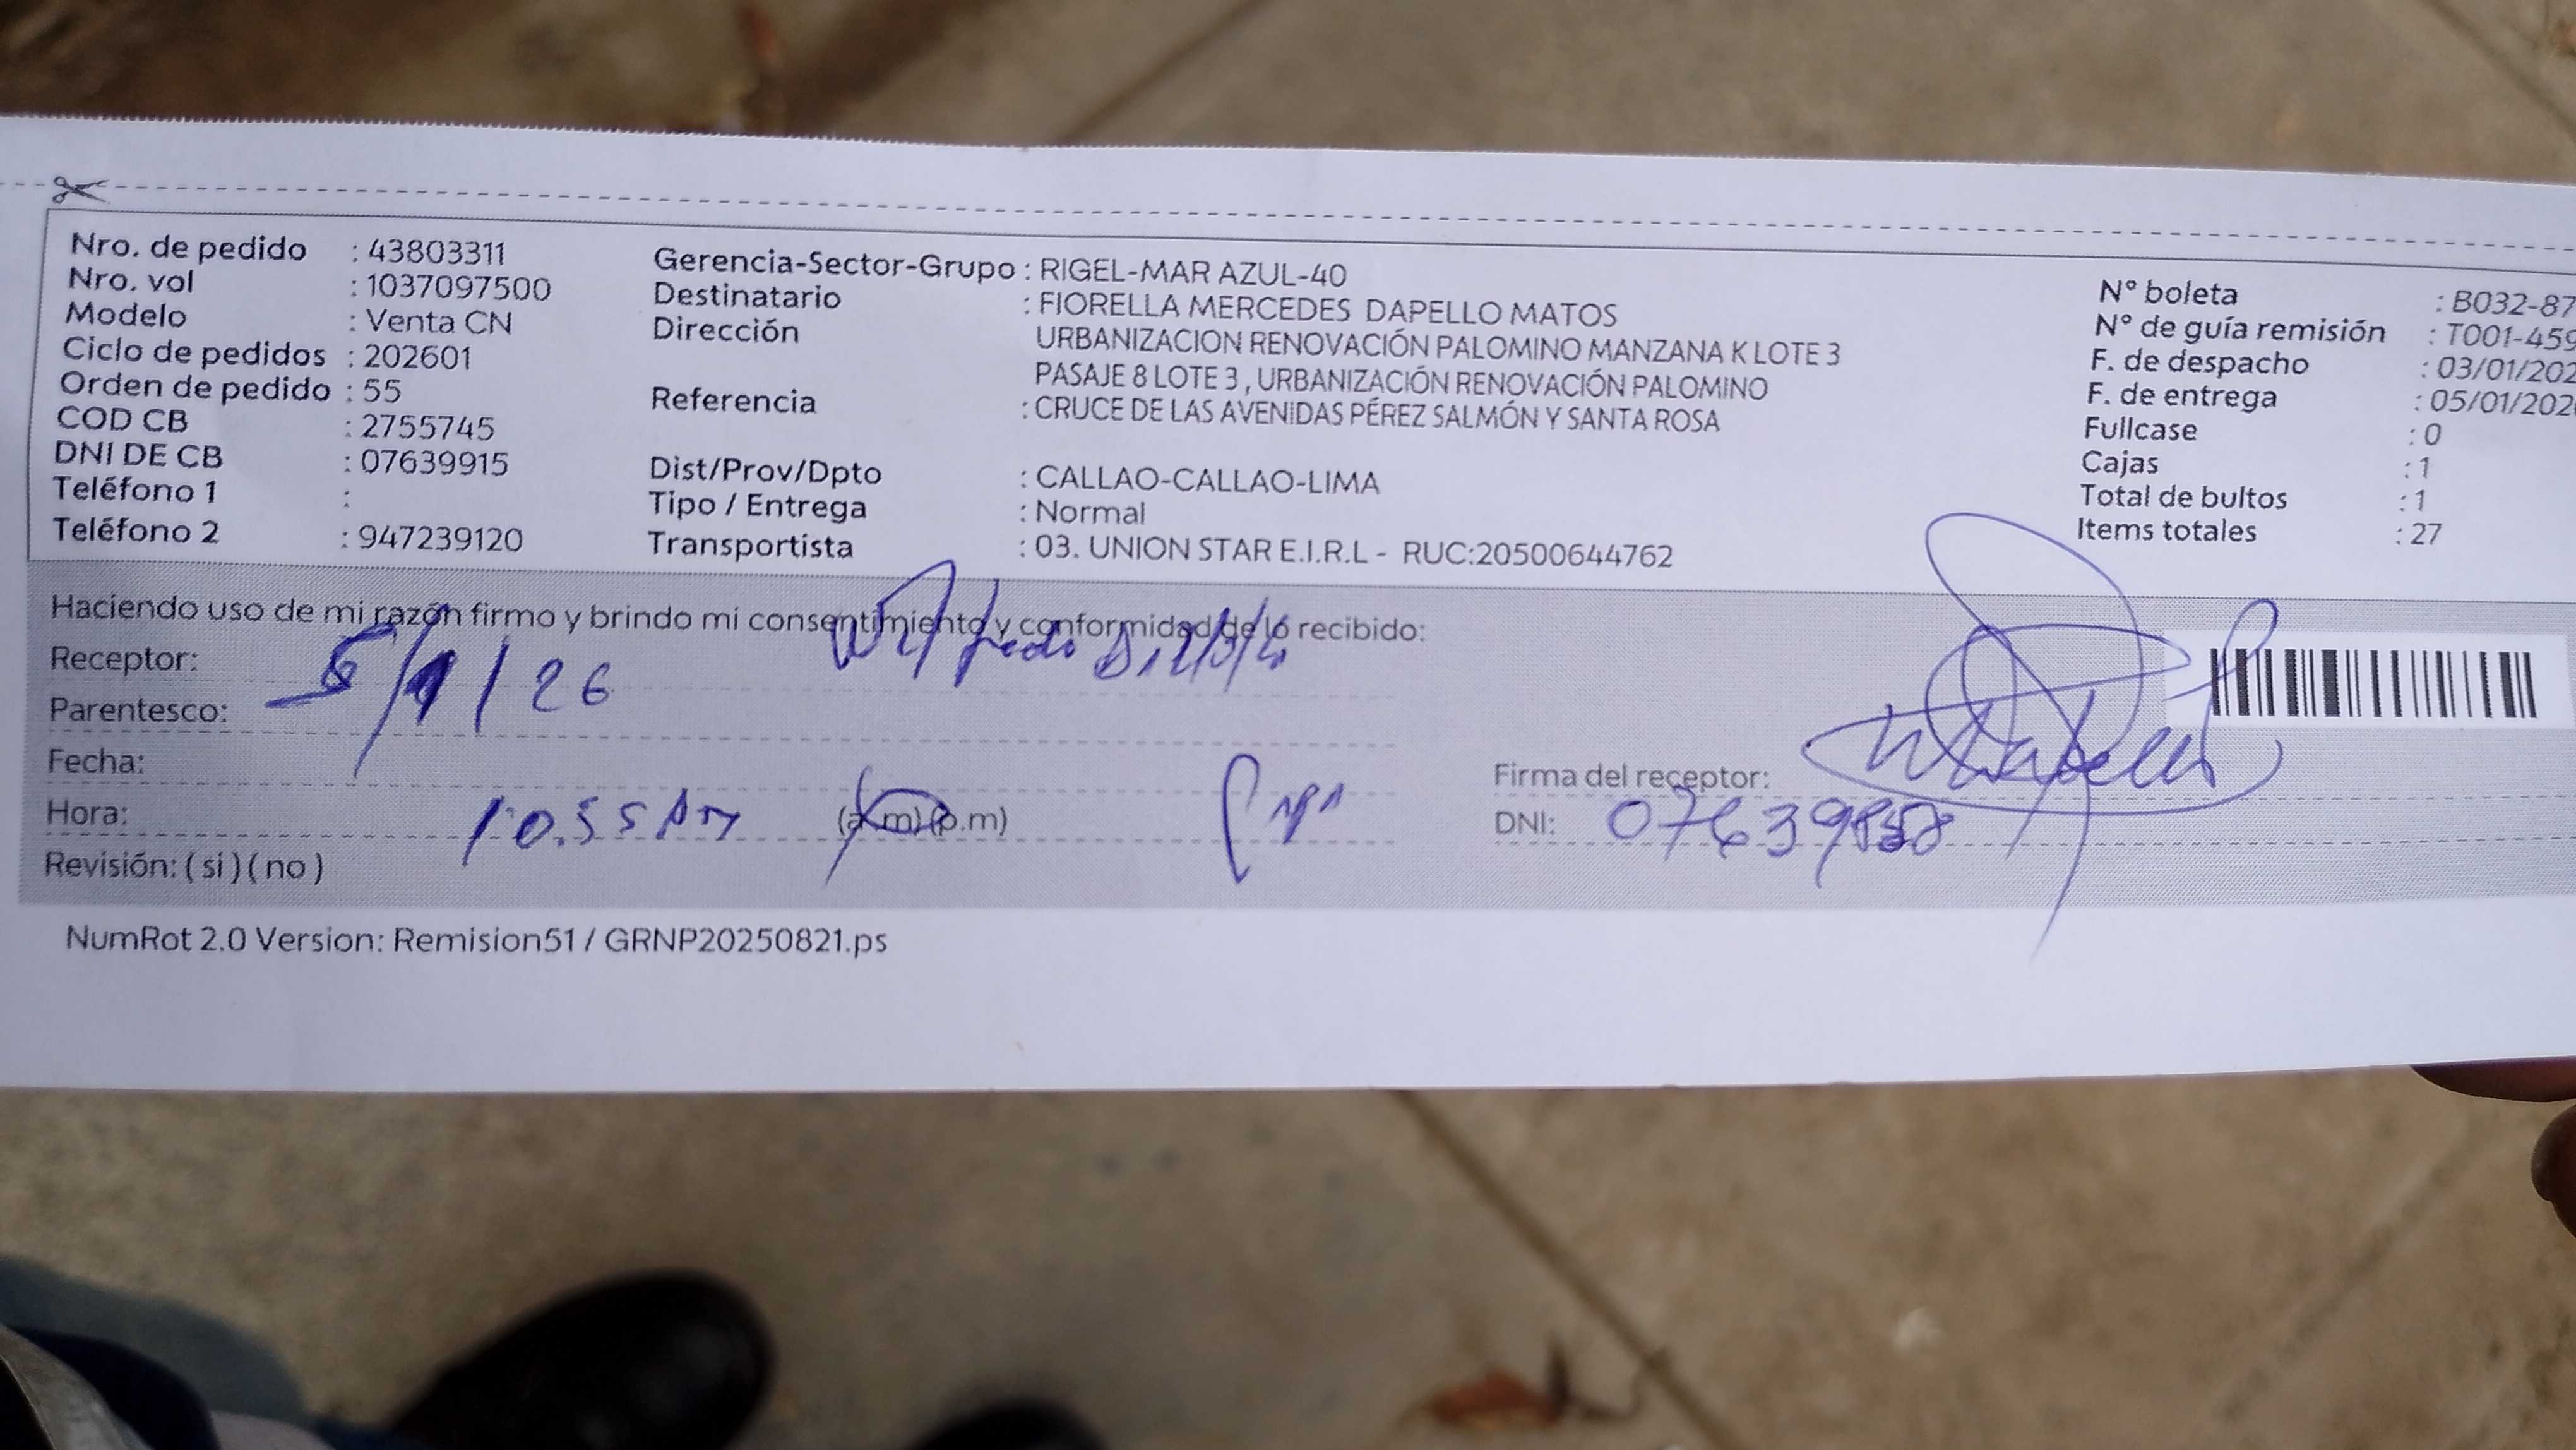 Nro. de pedido : 43803311
Nro. vol : 1037097500
Modelo : Venta CN
Ciclo de pedidos : 202601
Orden de pedido : 55
COD CB : 2755745
DNI DE CB : 07639915
Teléfono 1 :
Teléfono 2 : 947239120
Gerencia-Sector-Grupo : RIGEL-MAR AZUL-40
Destinatario : FIORELLA MERCEDES DAPELLO MATOS
Dirección URBANIZACION RENOVACIÓN PALOMINO MANZANA K LOTE 3
PASAJE 8 LOTE 3 , URBANIZACIÓN RENOVACIÓN PALOMINO
Referencia : CRUCE DE LAS AVENIDAS PÉREZ SALMÓN Y SANTA ROSA
Dist/Prov/Dpto : CALLAO-CALLAO-LIMA
Tipo / Entrega : Normal
Transportista : 03. UNION STAR E.I.R.L - RUC:20500644762
N° boleta : B032-87
N° de guía remisión : T001-459
F. de despacho : 03/01/202
F. de entrega : 05/01/202
Fullcase : 0
Cajas : 1
Total de bultos : 1
Items totales : 27
Haciendo uso de mi razón firmo y brindo mi consentimiento y conformidad de lo recibido:
Receptor: Wilfredo
Parentesco: 5/1/26
Fecha:
Hora: 10.55 AM (a.m) (p.m)
Revisión: ( si ) ( no )
Firma del receptor:
DNI:
NumRot 2.0 Version: Remision51 / GRNP20250821.ps